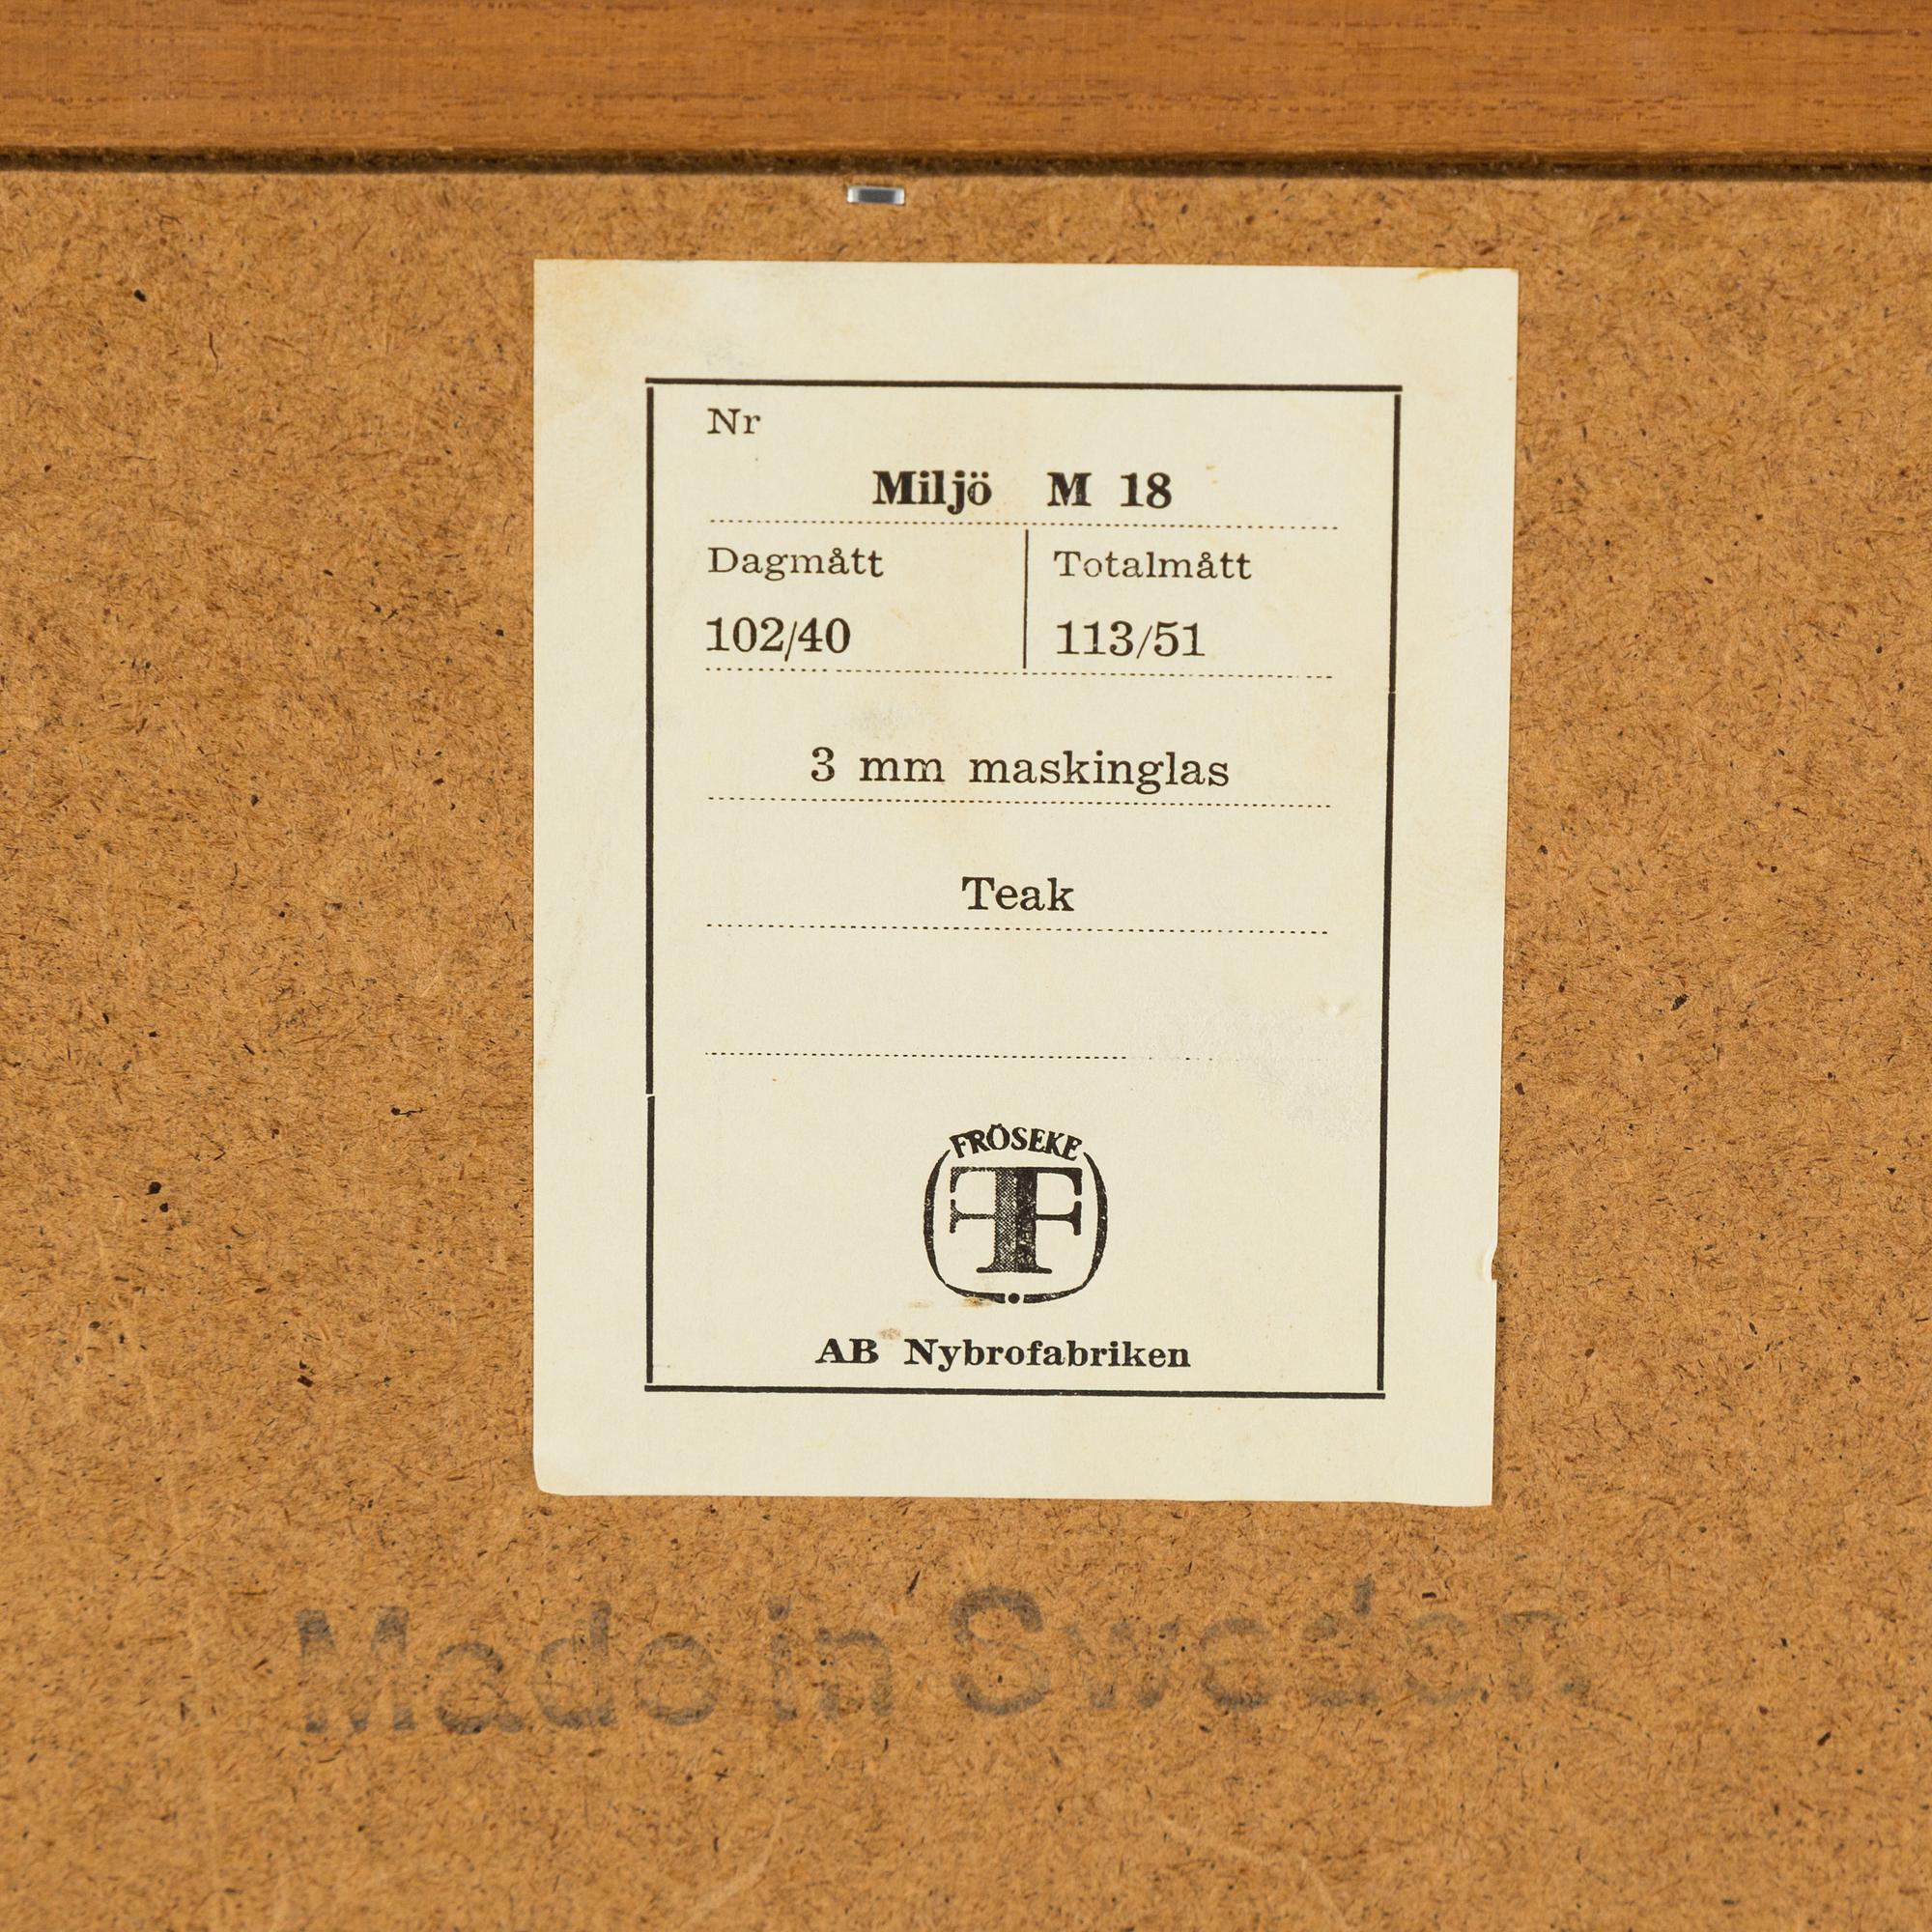 Nr
Miljö M 18
Dagmått Totalmått
102/40 113/51
3 mm maskinglas
Teak
FRÖSEKE
FF
AB Nybrofabriken
Made in Sweden